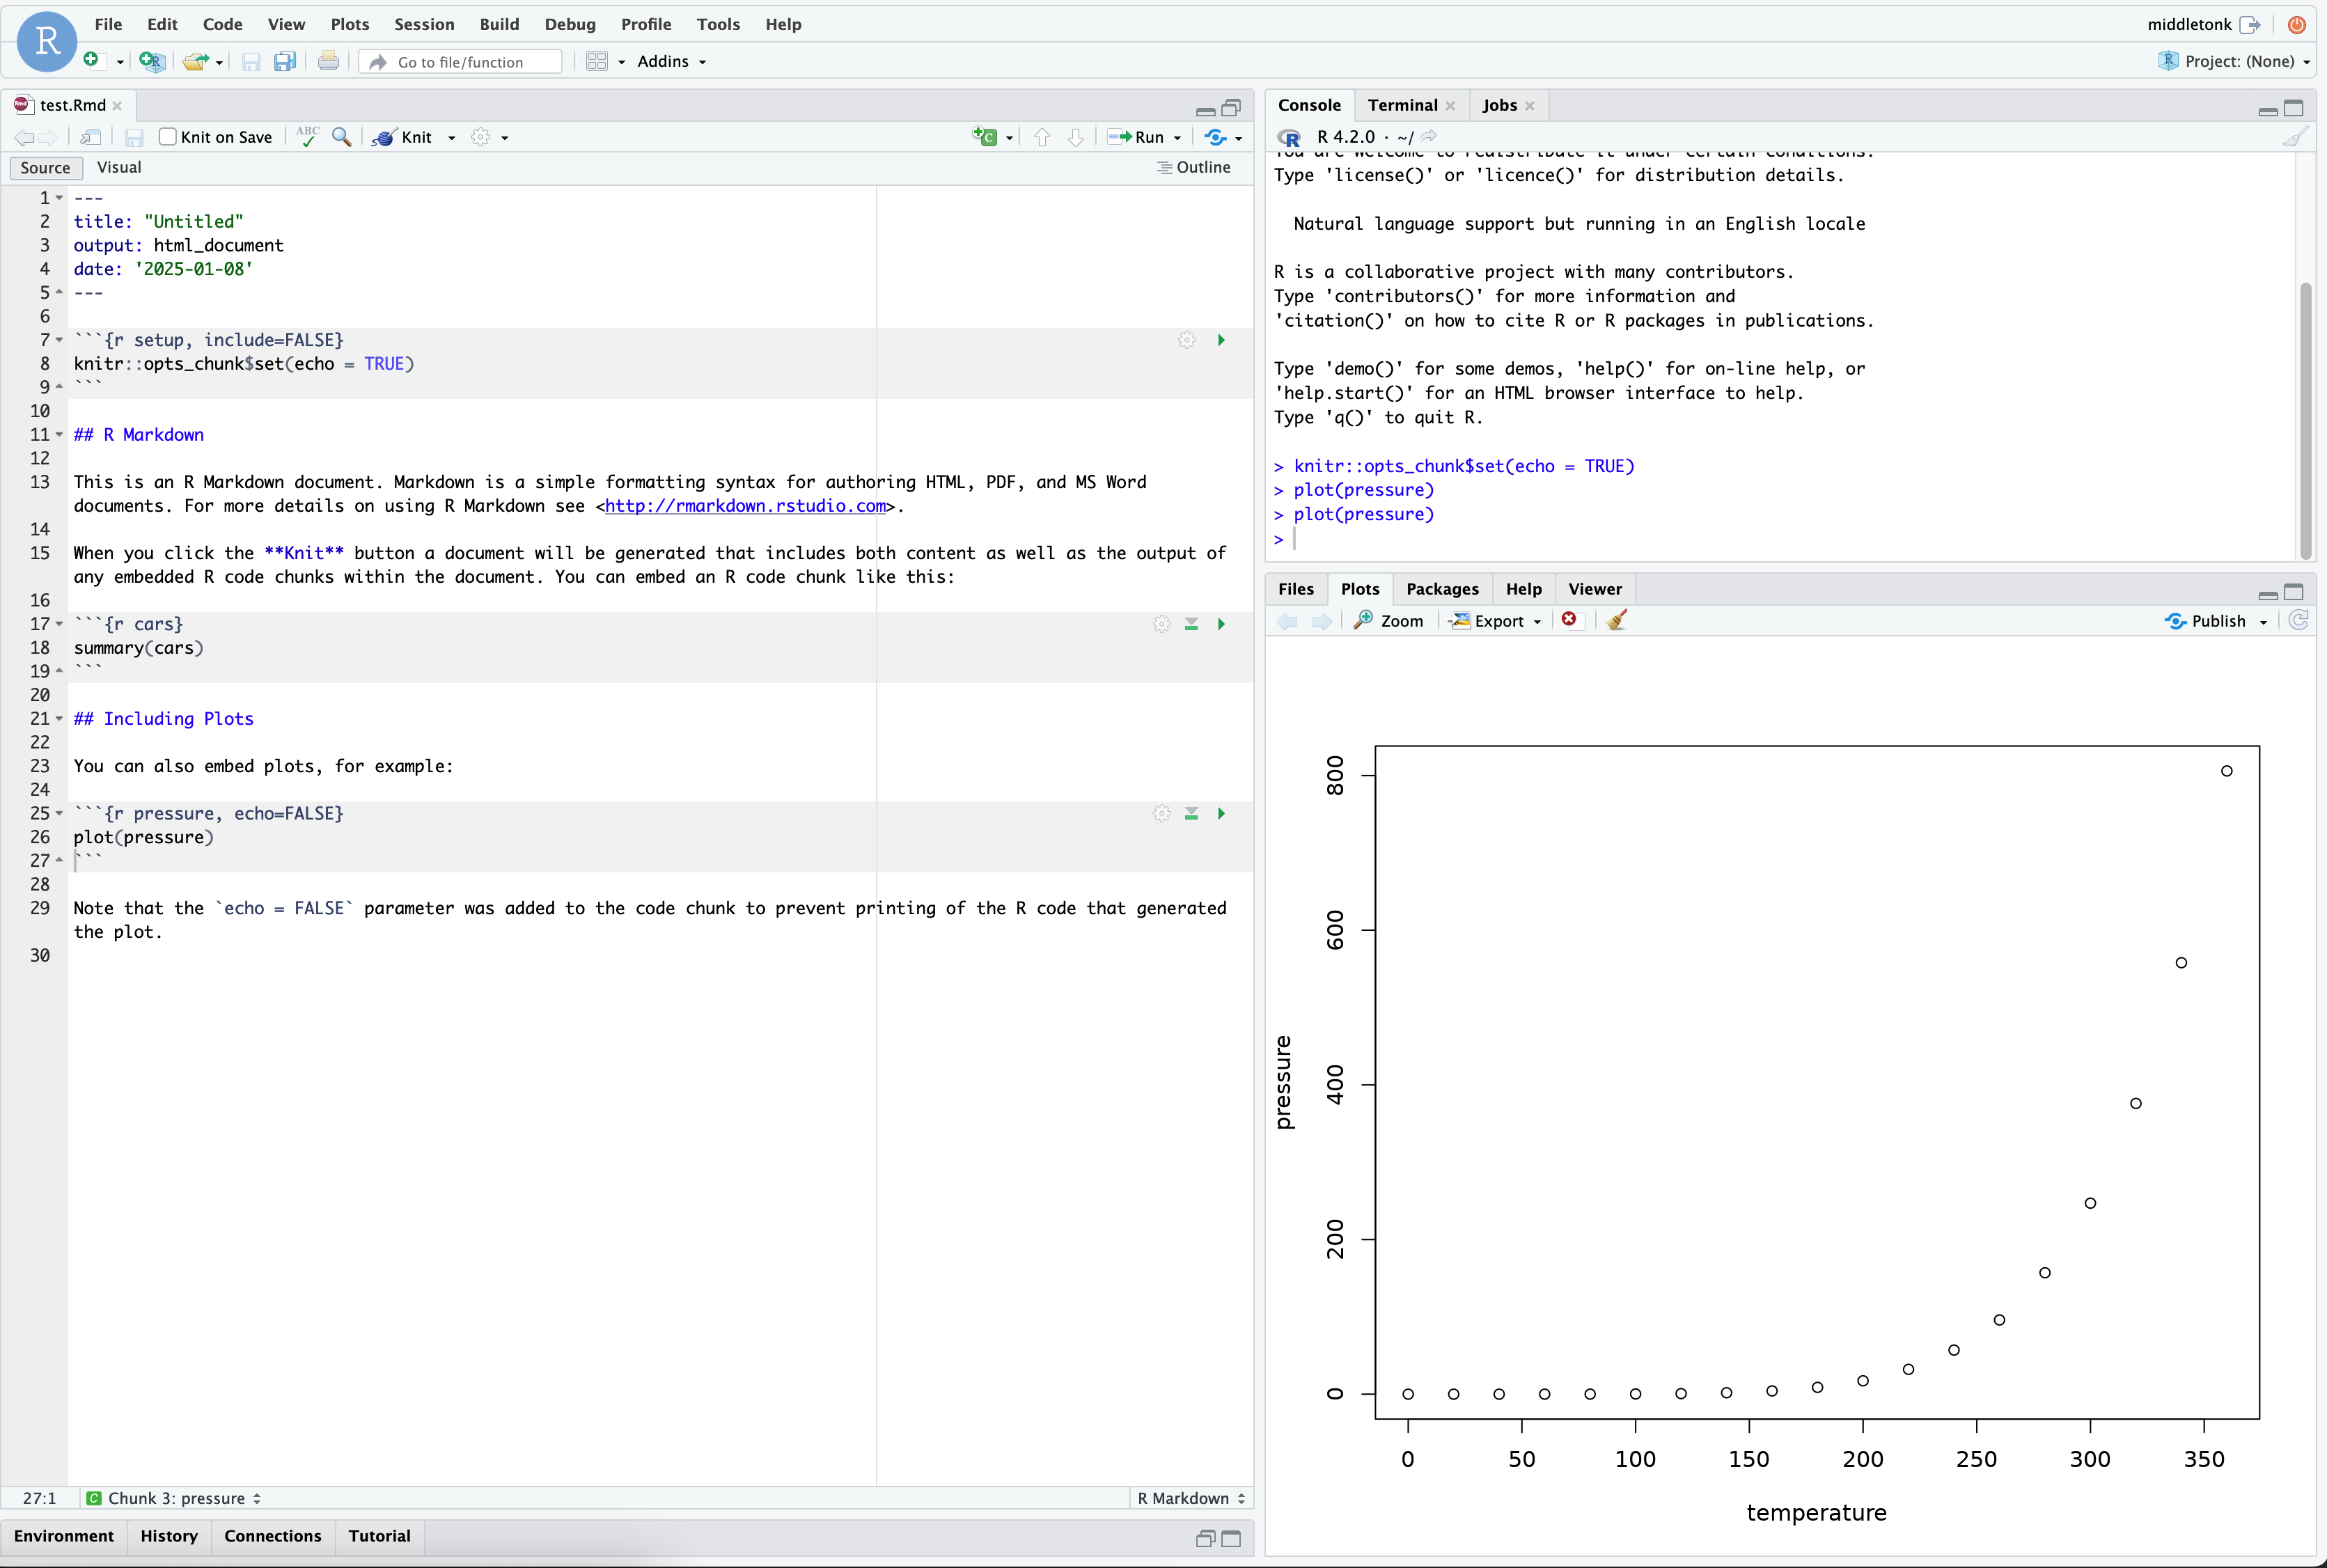 R
File Edit Code View Plots Session Build Debug Profile Tools Help
middletonk
Go to file/function
Addins
Project: (None)
test.Rmd
Knit on Save
ABC
Knit
Run
Source Visual
Outline
1 ---
2 title: "Untitled"
3 output: html_document
4 date: '2025-01-08'
5 ---
6
7 ```{r setup, include=FALSE}
8 knitr::opts_chunk$set(echo = TRUE)
9 ```
10
11 ## R Markdown
12
13 This is an R Markdown document. Markdown is a simple formatting syntax for authoring HTML, PDF, and MS Word
documents. For more details on using R Markdown see <http://rmarkdown.rstudio.com>.
14
15 When you click the **Knit** button a document will be generated that includes both content as well as the output of
any embedded R code chunks within the document. You can embed an R code chunk like this:
16
17 ```{r cars}
18 summary(cars)
19 ```
20
21 ## Including Plots
22
23 You can also embed plots, for example:
24
25 ```{r pressure, echo=FALSE}
26 plot(pressure)
27 ```
28
29 Note that the `echo = FALSE` parameter was added to the code chunk to prevent printing of the R code that generated
the plot.
30
27:1 C Chunk 3: pressure
R Markdown
Environment History Connections Tutorial
Console Terminal Jobs
R 4.2.0 · ~/
You are welcome to redistribute it under certain conditions.
Type 'license()' or 'licence()' for distribution details.
Natural language support but running in an English locale
R is a collaborative project with many contributors.
Type 'contributors()' for more information and
'citation()' on how to cite R or R packages in publications.
Type 'demo()' for some demos, 'help()' for on-line help, or
'help.start()' for an HTML browser interface to help.
Type 'q()' to quit R.
> knitr::opts_chunk$set(echo = TRUE)
> plot(pressure)
> plot(pressure)
>
Files Plots Packages Help Viewer
Zoom Export Publish
800
600
400
200
0
pressure
0 50 100 150 200 250 300 350
temperature